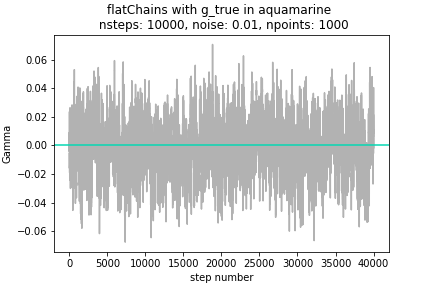 flatChains with g_true in aquamarine
nsteps: 10000, noise: 0.01, npoints: 1000
0.06
0.04
0.02
0.00
−0.02
−0.04
−0.06
Gamma
0 5000 10000 15000 20000 25000 30000 35000 40000
step number